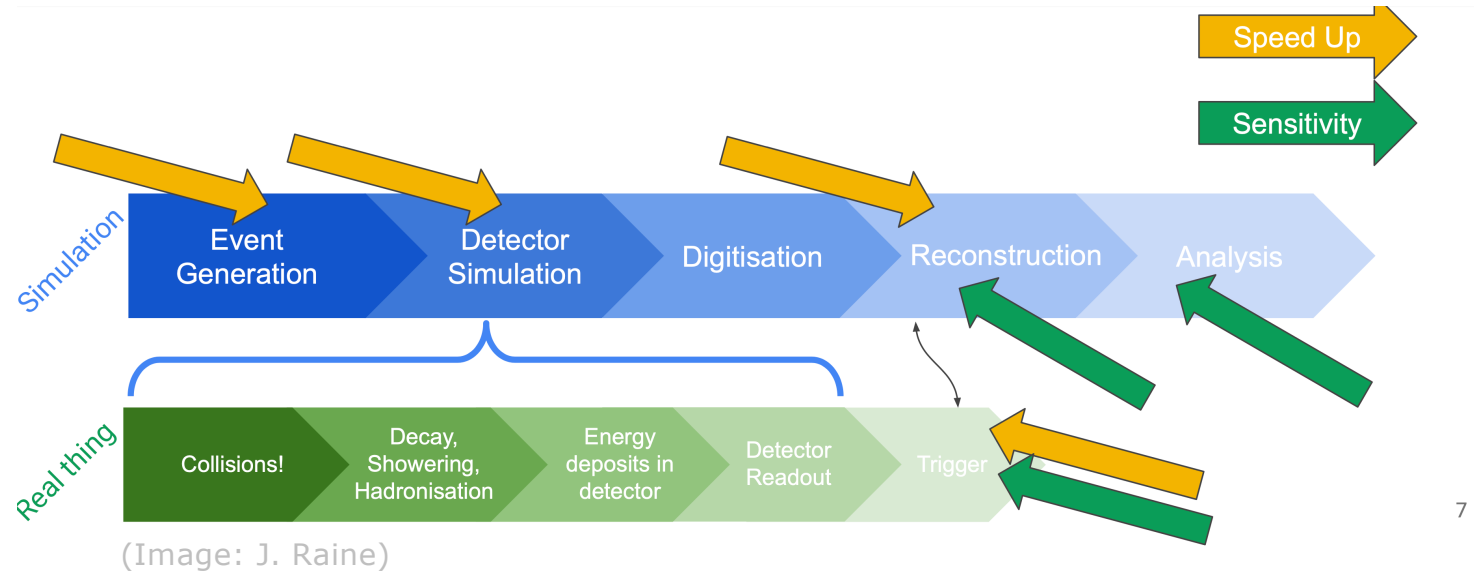 Speed Up
Sensitivity
Simulation
Event
Generation
Detector
Simulation
Digitisation
Reconstruction
Analysis
Real thing
Collisions!
Decay,
Showering,
Hadronisation
Energy
deposits in
detector
Detector
Readout
Trigger
7
(Image: J. Raine)